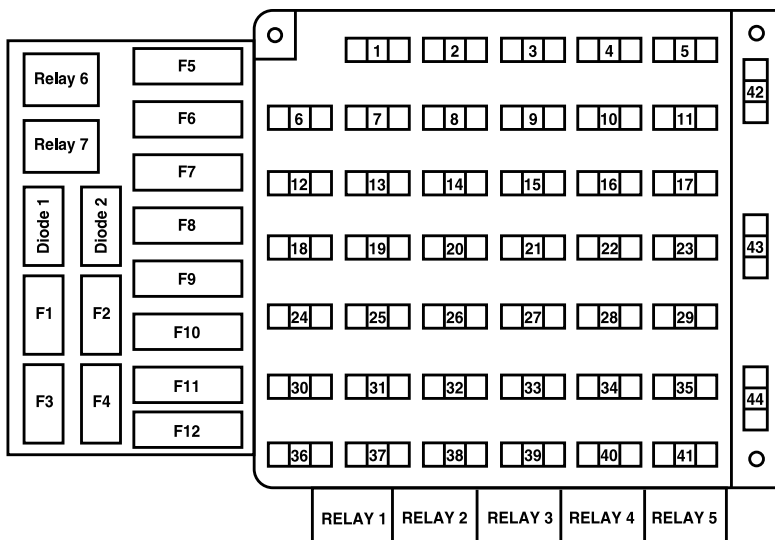 Relay 6
Relay 7
Diode 1
Diode 2
F1
F2
F3
F4
F5
F6
F7
F8
F9
F10
F11
F12
1 2 3 4 5
6 7 8 9 10 11
12 13 14 15 16 17
18 19 20 21 22 23
24 25 26 27 28 29
30 31 32 33 34 35
36 37 38 39 40 41
42
43
44
RELAY 1 RELAY 2 RELAY 3 RELAY 4 RELAY 5